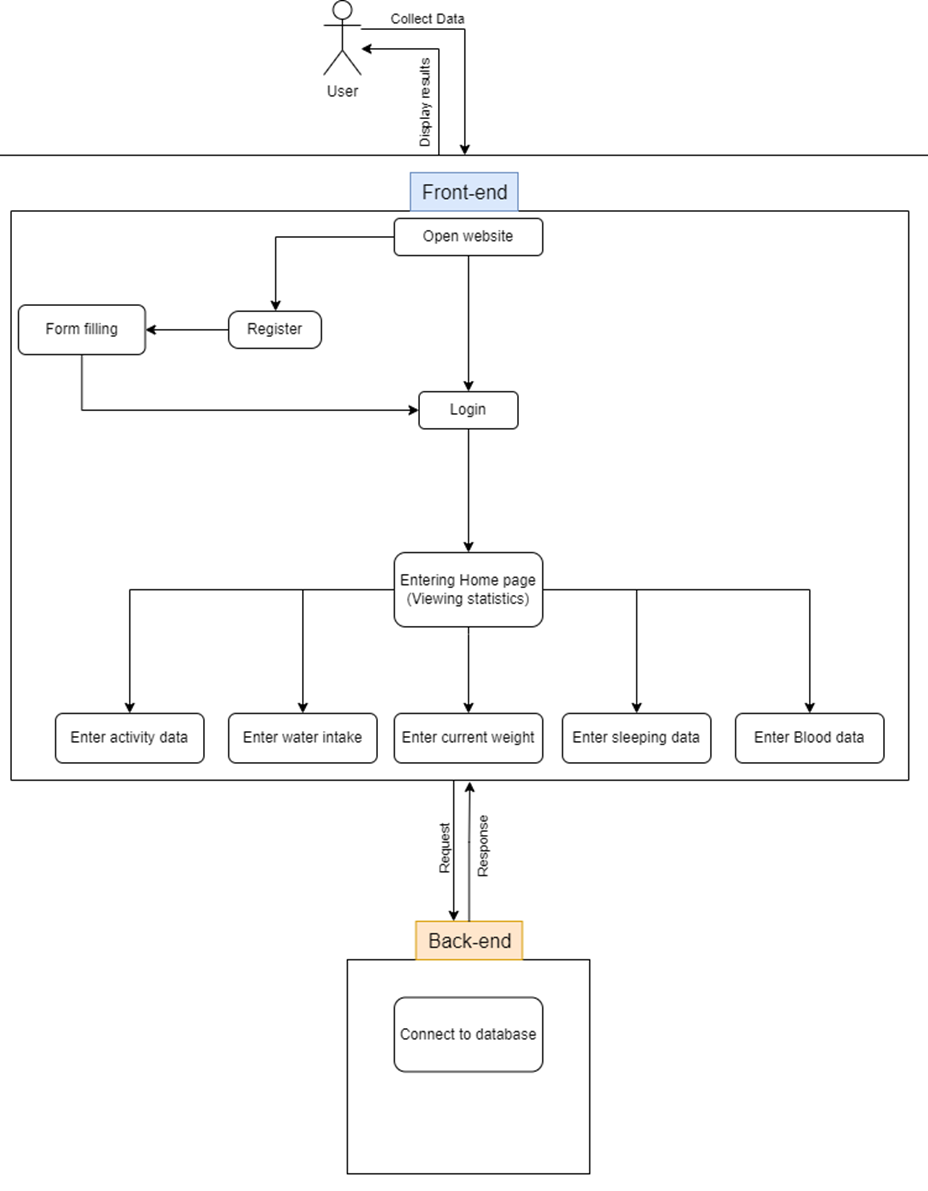 Collect Data
Display results
User
Front-end
Open website
Form filling
Register
Login
Entering Home page
(Viewing statistics)
Enter activity data
Enter water intake
Enter current weight
Enter sleeping data
Enter Blood data
Request
Response
Back-end
Connect to database